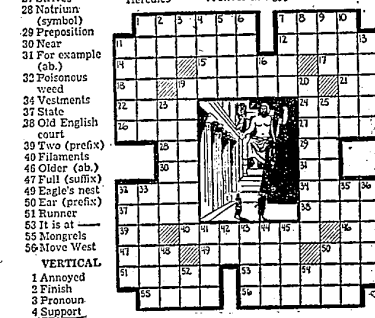 28 Natriun
(symbol)
29 Preposition
30 Near
31 For example
(ab.)
32 Poisonous
weed
34 Vestments
37 State
38 Old English
court
39 Two (prefix)
40 Filaments
46 Older (ab.)
47 Full (suffix)
49 Eagle's nest
50 Ear (prefix)
51 Runner
53 It is at —
55 Mongrels
56 Move West
VERTICAL
1 Annoyed
2 Finish
3 Pronoun
4 Support
Hercules
1 2 3 4 5 6 7 8 9 10
11 12 13
14 15 16 17
18 19 20 21
22 23 24 25
26 27
28 29
30 31
32 33 34 35 36
37 38
39 40 41 42 43 44 45 46
47 48 49 50
51 52 53 54
55 56